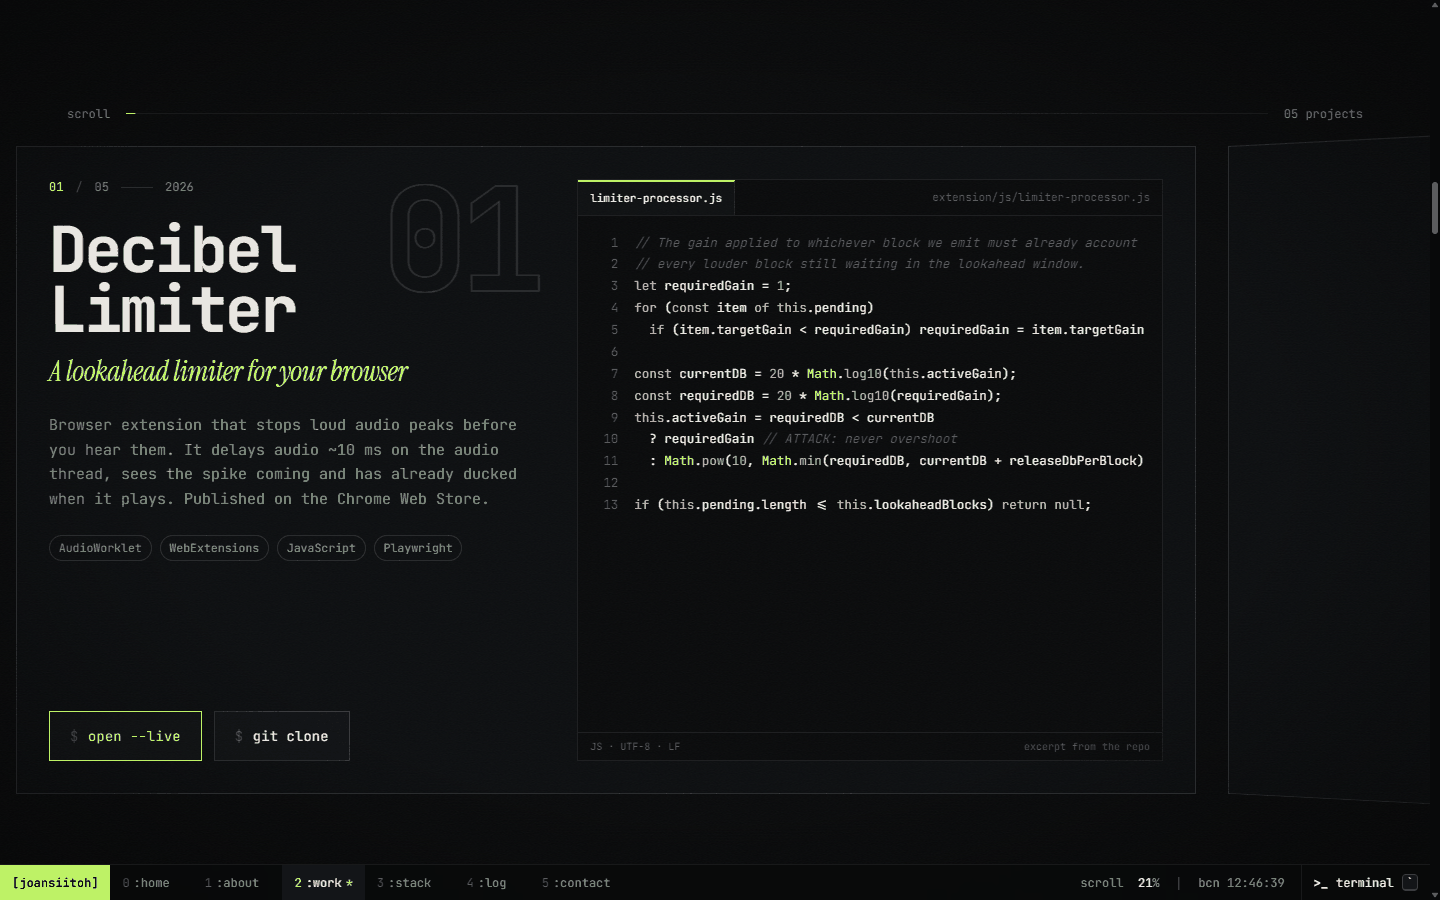 scroll
05 projects
01 / 05 2026
01
Decibel
Limiter
A lookahead limiter for your browser
Browser extension that stops loud audio peaks before
you hear them. It delays audio ~10 ms on the audio
thread, sees the spike coming and has already ducked
when it plays. Published on the Chrome Web Store.
AudioWorklet WebExtensions JavaScript Playwright
$ open --live
$ git clone
limiter-processor.js
extension/js/limiter-processor.js
1 // The gain applied to whichever block we emit must already account
2 // every louder block still waiting in the lookahead window.
3 let requiredGain = 1;
4 for (const item of this.pending)
5 if (item.targetGain < requiredGain) requiredGain = item.targetGain
6
7 const currentDB = 20 * Math.log10(this.activeGain);
8 const requiredDB = 20 * Math.log10(requiredGain);
9 this.activeGain = requiredDB < currentDB
10 ? requiredGain // ATTACK: never overshoot
11 : Math.pow(10, Math.min(requiredDB, currentDB + releaseDbPerBlock)
12
13 if (this.pending.length <= this.lookaheadBlocks) return null;
JS · UTF-8 · LF
excerpt from the repo
[joansiitoh] 0:home 1:about 2:work* 3:stack 4:log 5:contact
scroll 21% | bcn 12:46:39
>_ terminal `